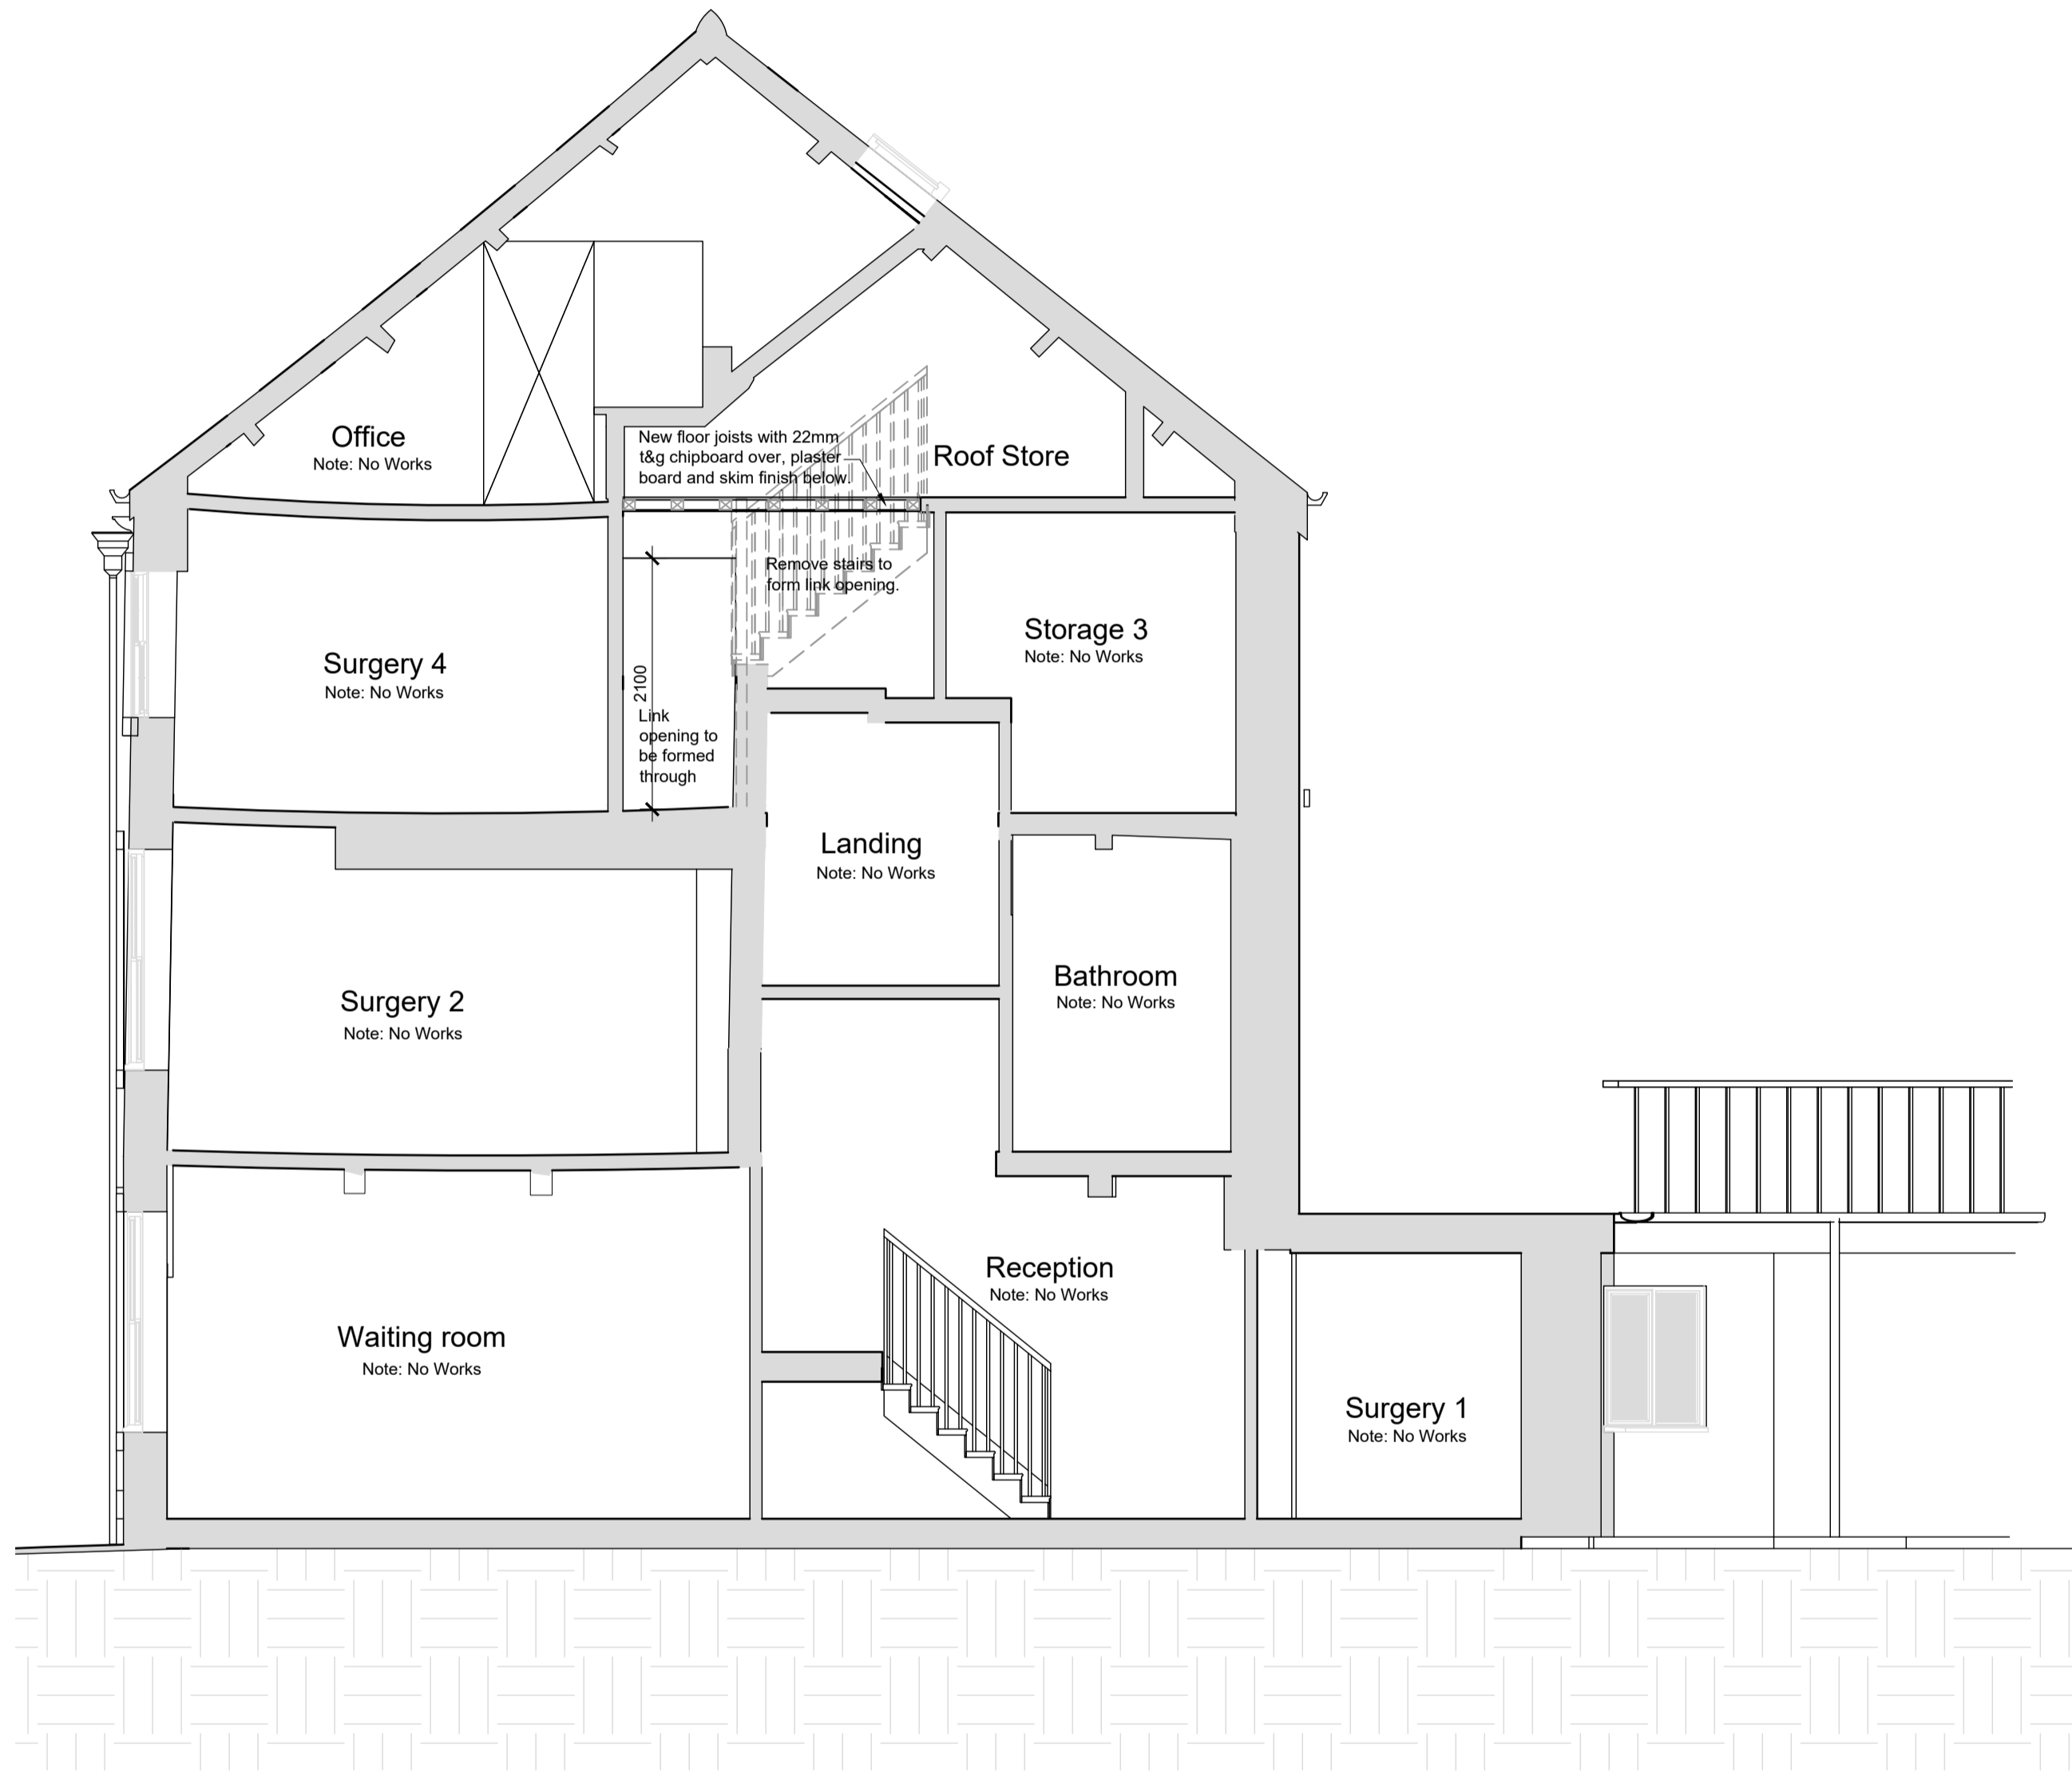 Office
Note: No Works
New floor joists with 22mm
t&g chipboard over, plaster
board and skim finish below.
Roof Store
Remove stairs to
form link opening.
Surgery 4
Note: No Works
2100
Link
opening to
be formed
through
Storage 3
Note: No Works
Landing
Note: No Works
Surgery 2
Note: No Works
Bathroom
Note: No Works
Waiting room
Note: No Works
Reception
Note: No Works
Surgery 1
Note: No Works